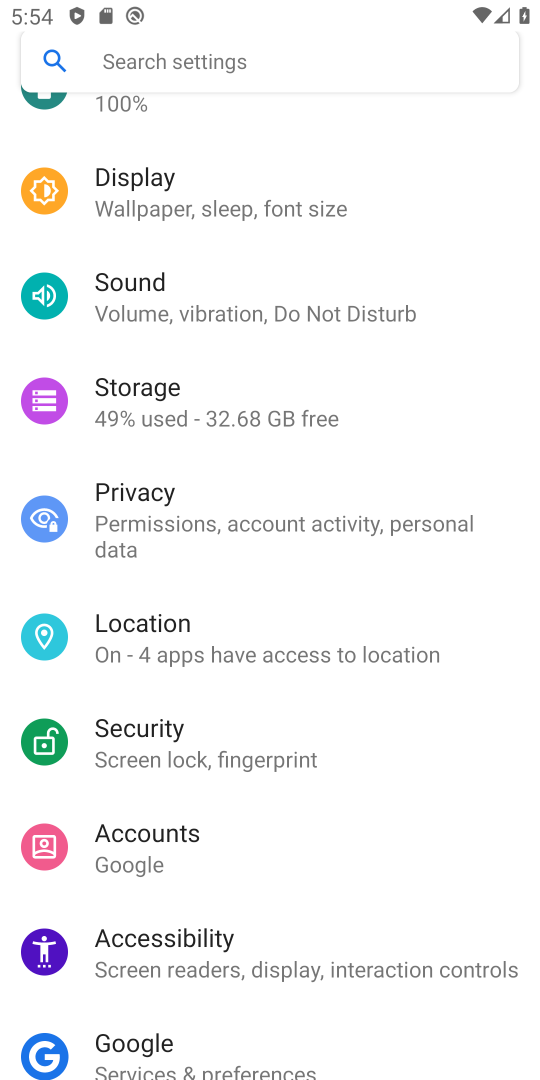 5:54
Search settings
100%
Display
Wallpaper, sleep, font size
Sound
Volume, vibration, Do Not Disturb
Storage
49% used - 32.68 GB free
Privacy
Permissions, account activity, personal
data
Location
On - 4 apps have access to location
Security
Screen lock, fingerprint
Accounts
Google
Accessibility
Screen readers, display, interaction controls
Google
Services & preferences